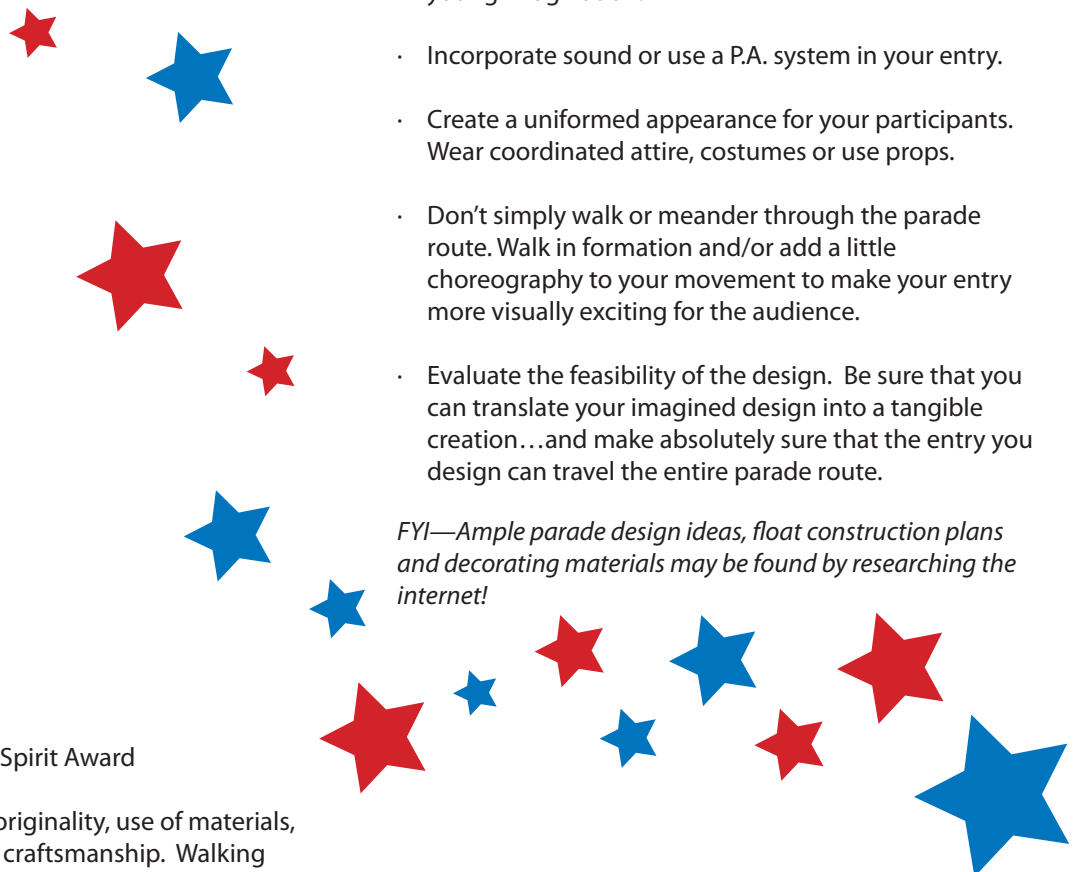 · Incorporate sound or use a P.A. system in your entry.
· Create a uniformed appearance for your participants.
Wear coordinated attire, costumes or use props.
· Don’t simply walk or meander through the parade
route. Walk in formation and/or add a little
choreography to your movement to make your entry
more visually exciting for the audience.
· Evaluate the feasibility of the design.  Be sure that you
can translate your imagined design into a tangible
creation…and make absolutely sure that the entry you
design can travel the entire parade route.
FYI—Ample parade design ideas, float construction plans
and decorating materials may be found by researching the
internet!
Spirit Award
originality, use of materials,
craftsmanship.  Walking